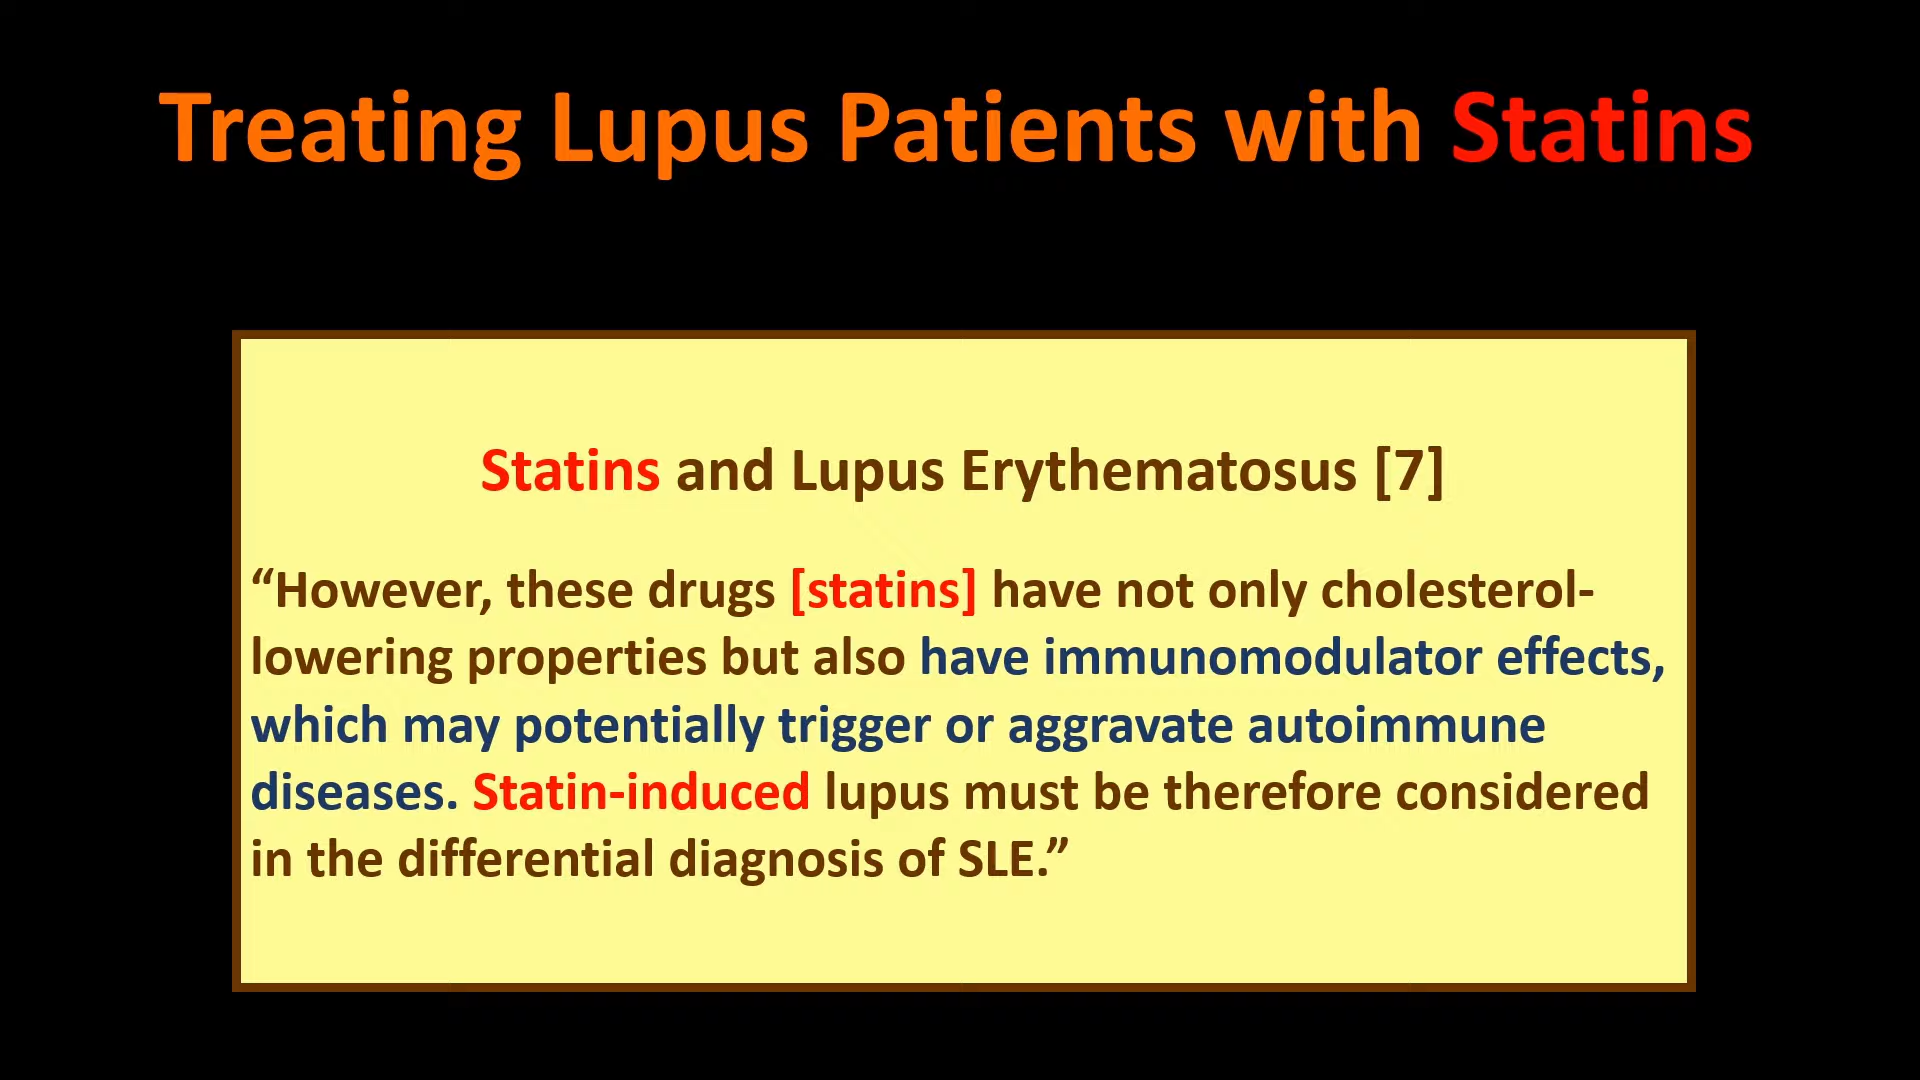 Treating Lupus Patients with Statins
Statins and Lupus Erythematosus [7]
“However, these drugs [statins] have not only cholesterol-
lowering properties but also have immunomodulator effects,
which may potentially trigger or aggravate autoimmune
diseases. Statin-induced lupus must be therefore considered
in the differential diagnosis of SLE.”